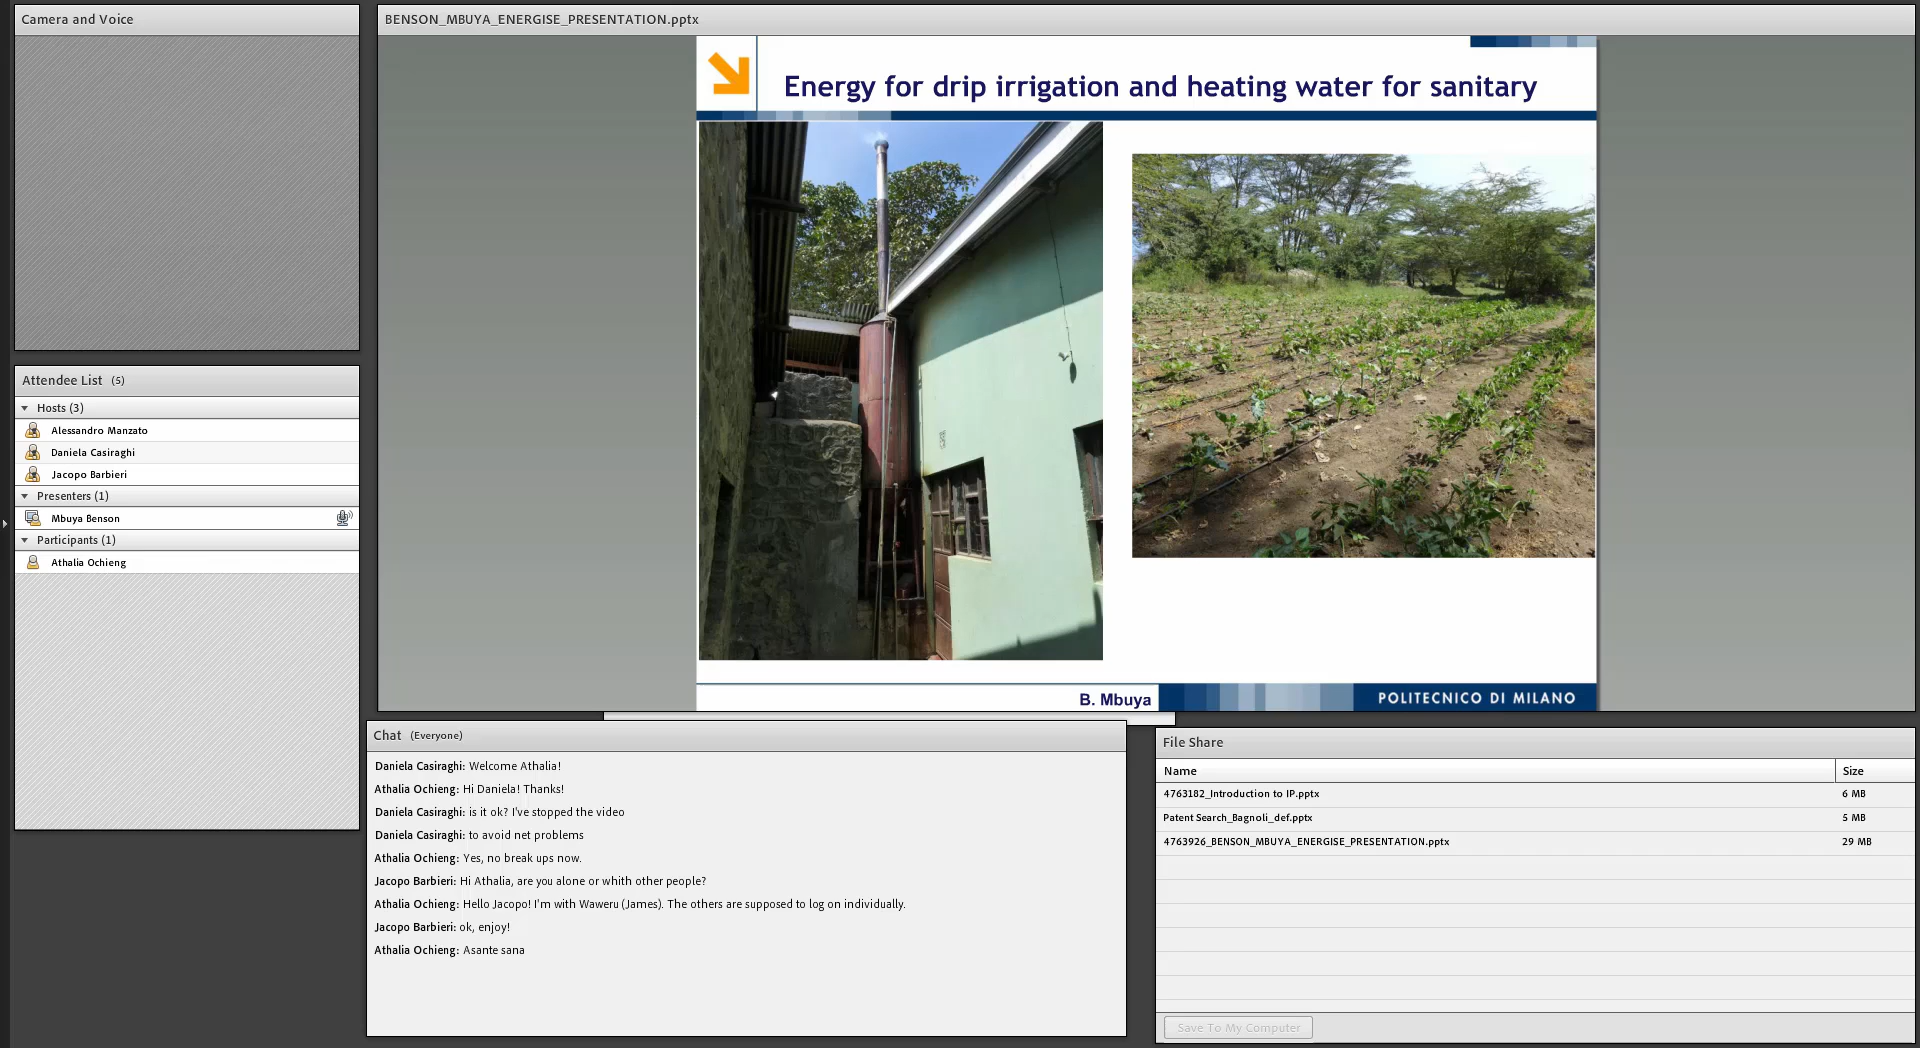 Camera and Voice
Attendee List (5)
Hosts (3)
Alessandro Manzato
Daniela Casiraghi
Jacopo Barbieri
Presenters (1)
Mbuya Benson
Participants (1)
Athalia Ochieng
BENSON_MBUYA_ENERGISE_PRESENTATION.pptx
Energy for drip irrigation and heating water for sanitary
B. Mbuya
POLITECNICO DI MILANO
Chat (Everyone)
Daniela Casiraghi: Welcome Athalia!
Athalia Ochieng: Hi Daniela! Thanks!
Daniela Casiraghi: is it ok? I've stopped the video
Daniela Casiraghi: to avoid net problems
Athalia Ochieng: Yes, no break ups now.
Jacopo Barbieri: Hi Athalia, are you alone or whith other people?
Athalia Ochieng: Hello Jacopo! I'm with Waweru (James). The others are supposed to log on individually.
Jacopo Barbieri: ok, enjoy!
Athalia Ochieng: Asante sana
File Share
Name Size
4763182_Introduction to IP.pptx 6 MB
Patent Search_Bagnoli_def.pptx 5 MB
4763926_BENSON_MBUYA_ENERGISE_PRESENTATION.pptx 29 MB
Save To My Computer